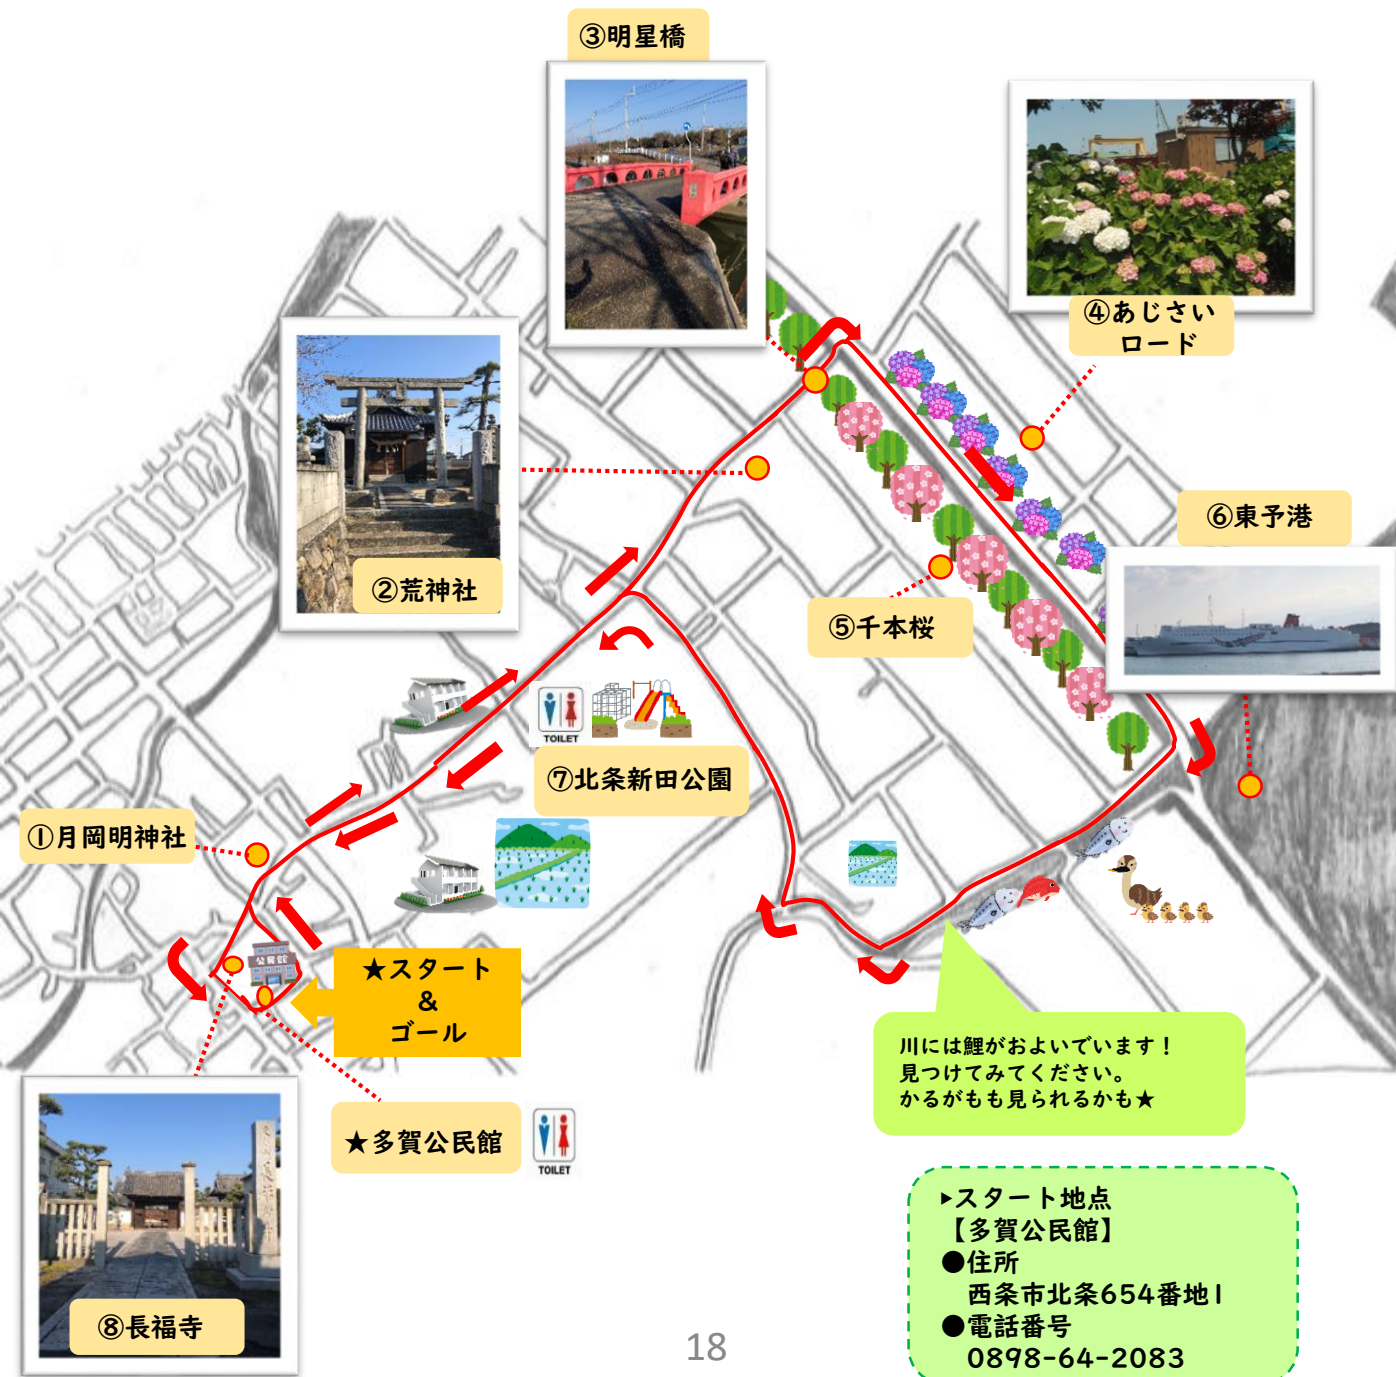 ③明星橋
④あじさい
ロード
②荒神社
⑥東予港
⑤千本桜
TOILET
⑦北条新田公園
①月岡明神社
公民館
★スタート
&
ゴール
川には鯉がおよいでいます！
見つけてみてください。
かるがもも見られるかも★
★多賀公民館
TOILET
⑧長福寺
▶スタート地点
【多賀公民館】
●住所
西条市北条654番地1
●電話番号
0898-64-2083
18